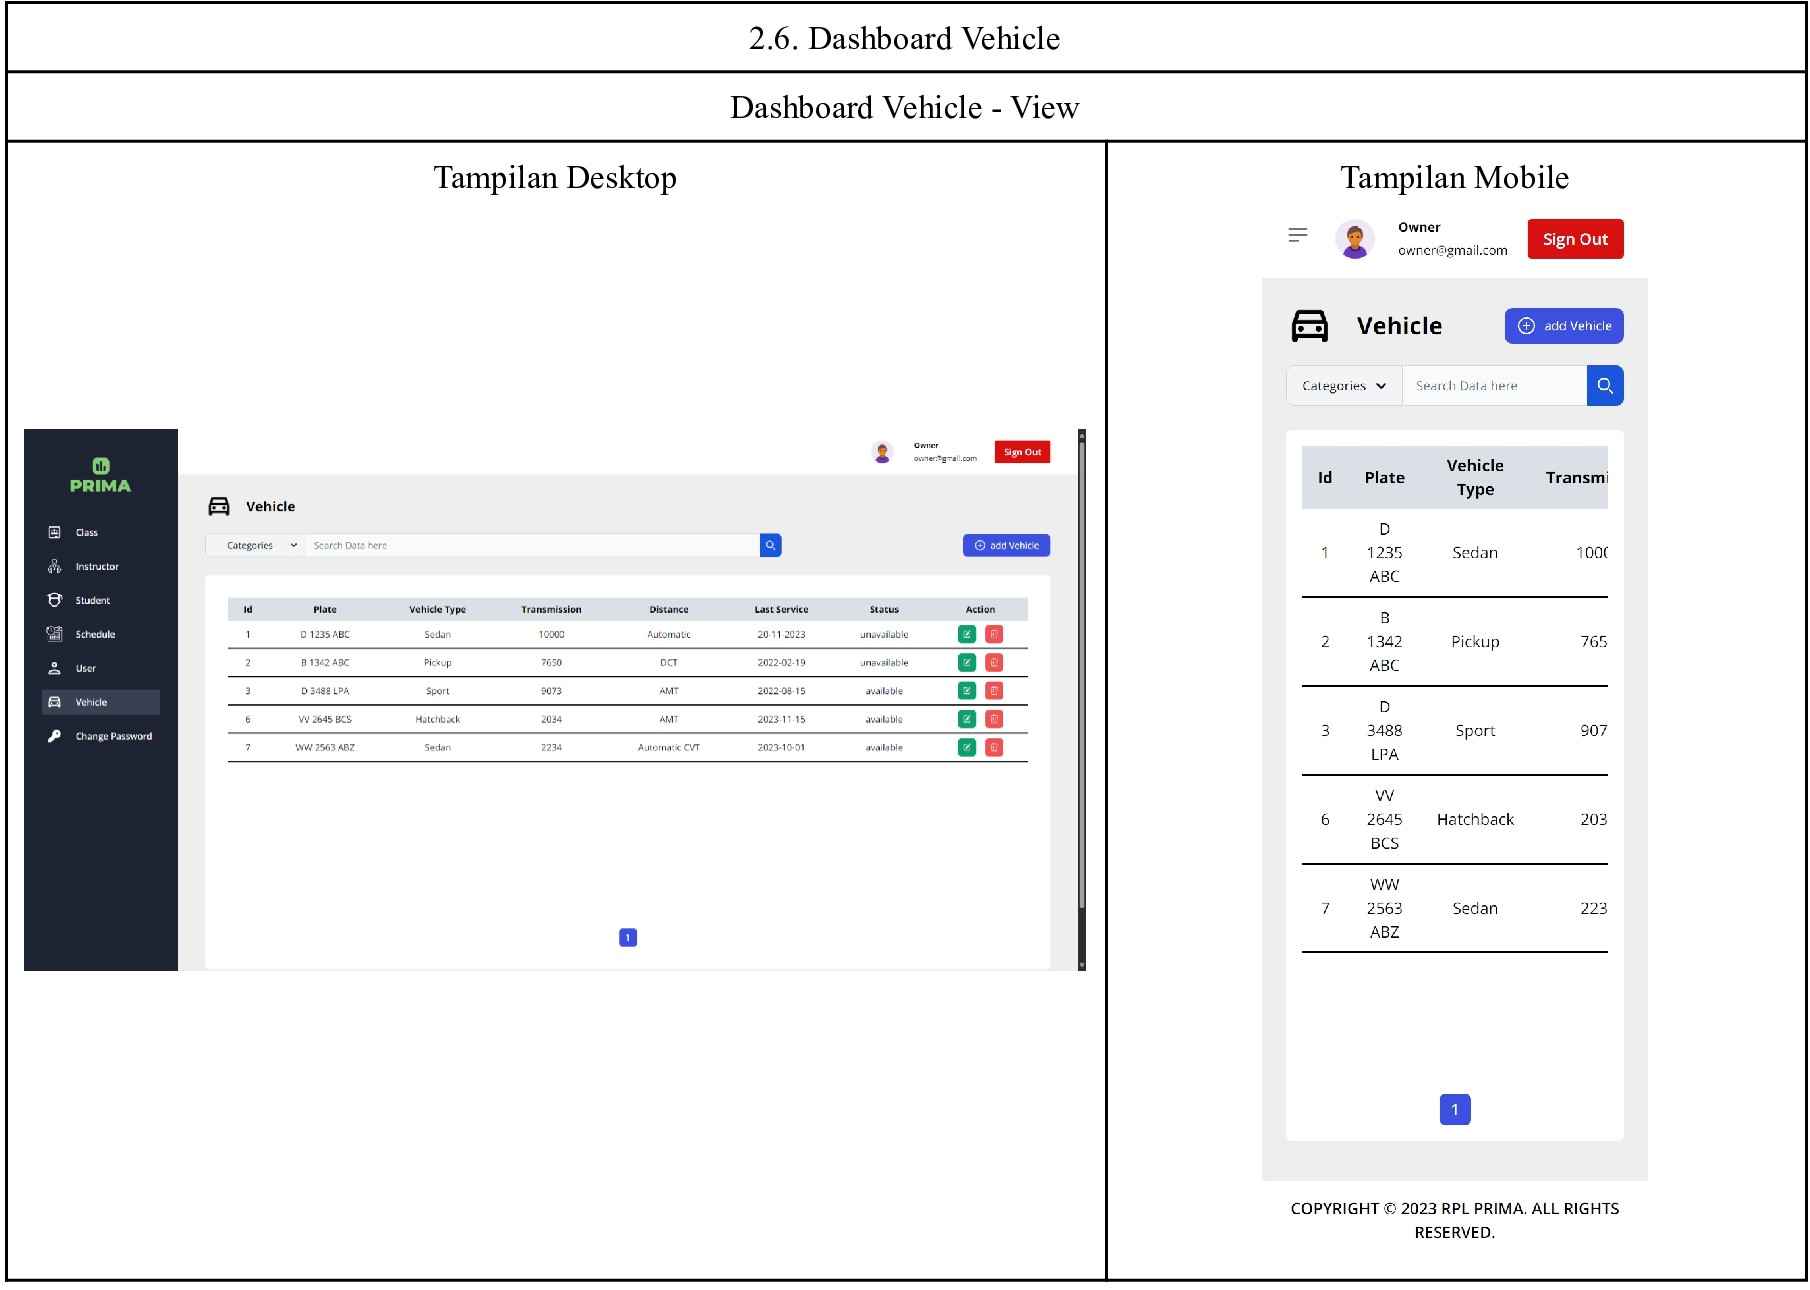 2.6. Dashboard Vehicle
Dashboard Vehicle - View
Tampilan Desktop
PRIMA
Class
Instructor
Student
Schedule
User
Vehicle
Change Password
Owner
owner@gmail.com
Sign Out
Vehicle
Categories Search Data here add Vehicle
Id Plate Vehicle Type Transmission Distance Last Service Status Action
1 D 1235 ABC Sedan 10000 Automatic 20-11-2023 unavailable
2 B 1342 ABC Pickup 7650 DCT 2022-02-19 unavailable
3 D 3488 LPA Sport 9073 AMT 2022-08-15 available
6 VV 2645 BCS Hatchback 2034 AMT 2023-11-15 available
7 WW 2563 ABZ Sedan 2234 Automatic CVT 2023-10-01 available
1
Tampilan Mobile
Owner
owner@gmail.com
Sign Out
Vehicle add Vehicle
Categories Search Data here
Id Plate Vehicle Type Transmi
1 D 1235 ABC Sedan 1000
2 B 1342 ABC Pickup 765
3 D 3488 LPA Sport 907
6 VV 2645 BCS Hatchback 203
7 WW 2563 ABZ Sedan 223
1
COPYRIGHT © 2023 RPL PRIMA. ALL RIGHTS
RESERVED.